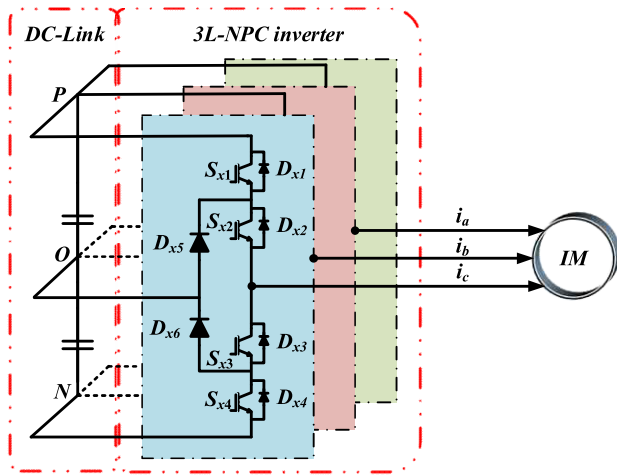 DC-Link
3L-NPC inverter
P
Sx1
Dx1
Sx2
Dx2
Dx5
O
ia
ib
IM
ic
Dx6
Sx3
Dx3
N
Sx4
Dx4